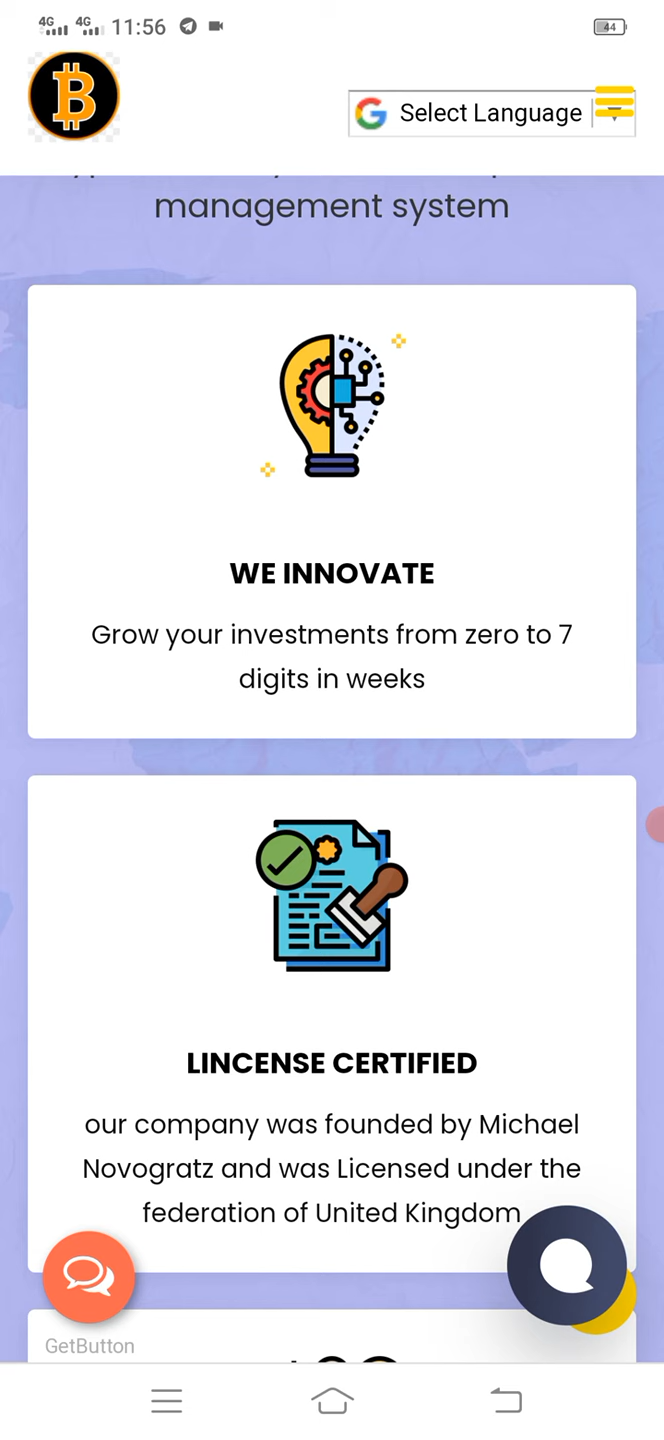 4G 4G 11:56 44
Select Language
management system
WE INNOVATE
Grow your investments from zero to 7
digits in weeks
LINCENSE CERTIFIED
our company was founded by Michael
Novogratz and was Licensed under the
federation of United Kingdom
GetButton